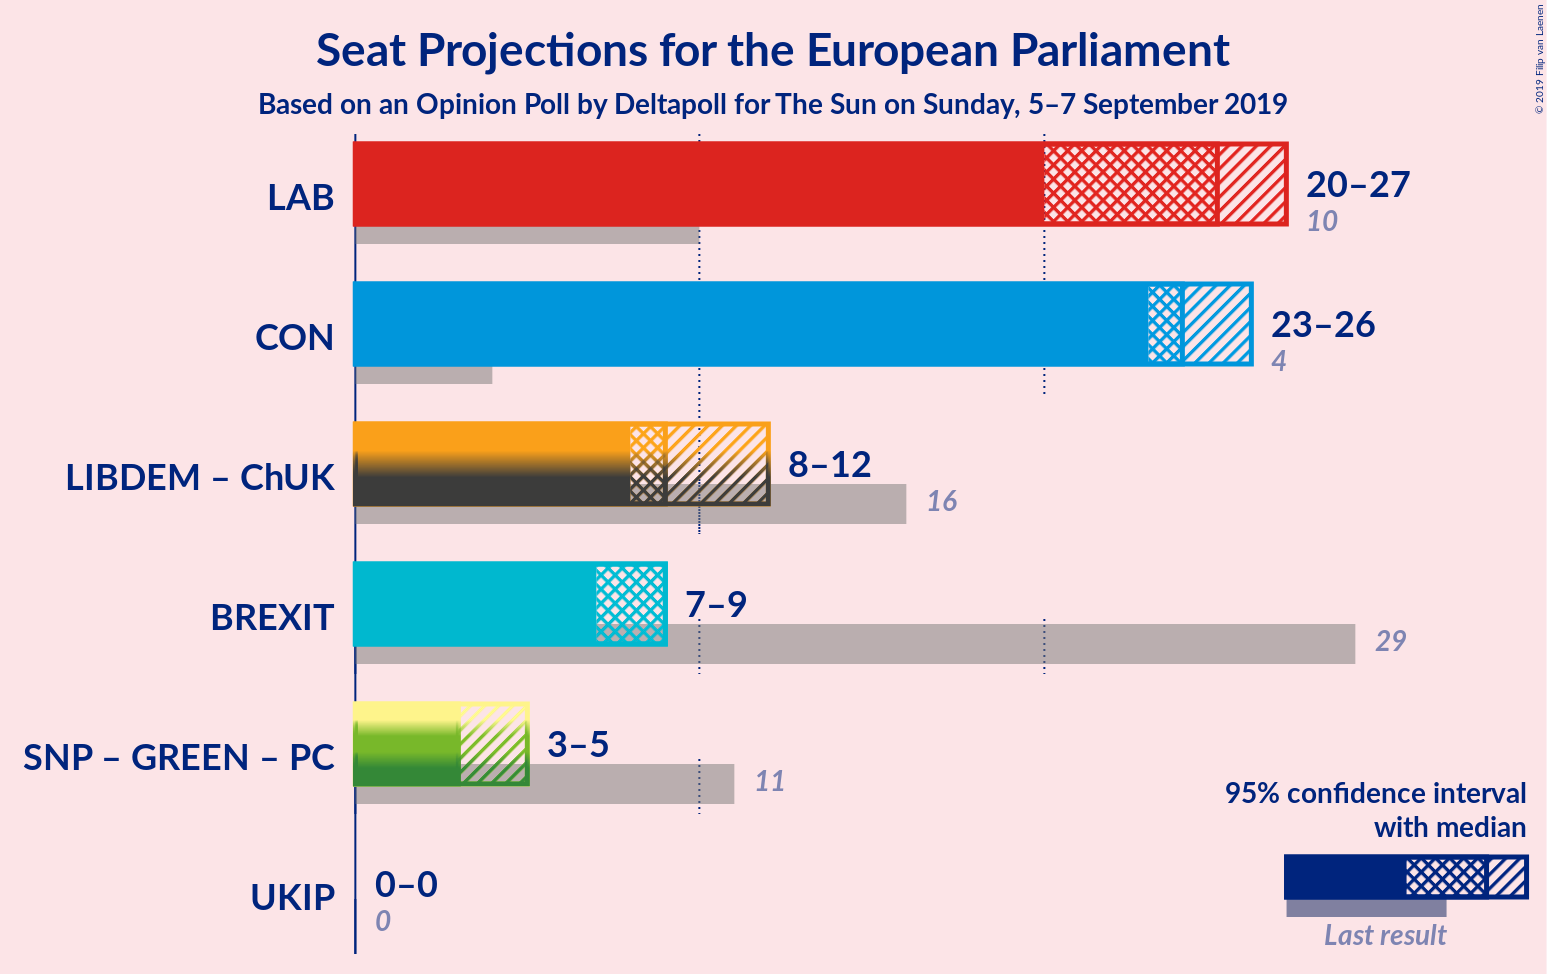 Seat Projections for the European Parliament
Based on an Opinion Poll by Deltapoll for The Sun on Sunday, 5–7 September 2019
© 2019 Filip van Laenen
LAB
20–27
10
CON
23–26
4
LIBDEM – ChUK
8–12
16
BREXIT
7–9
29
SNP – GREEN – PC
3–5
11
UKIP
0–0
0
95% confidence interval
with median
Last result